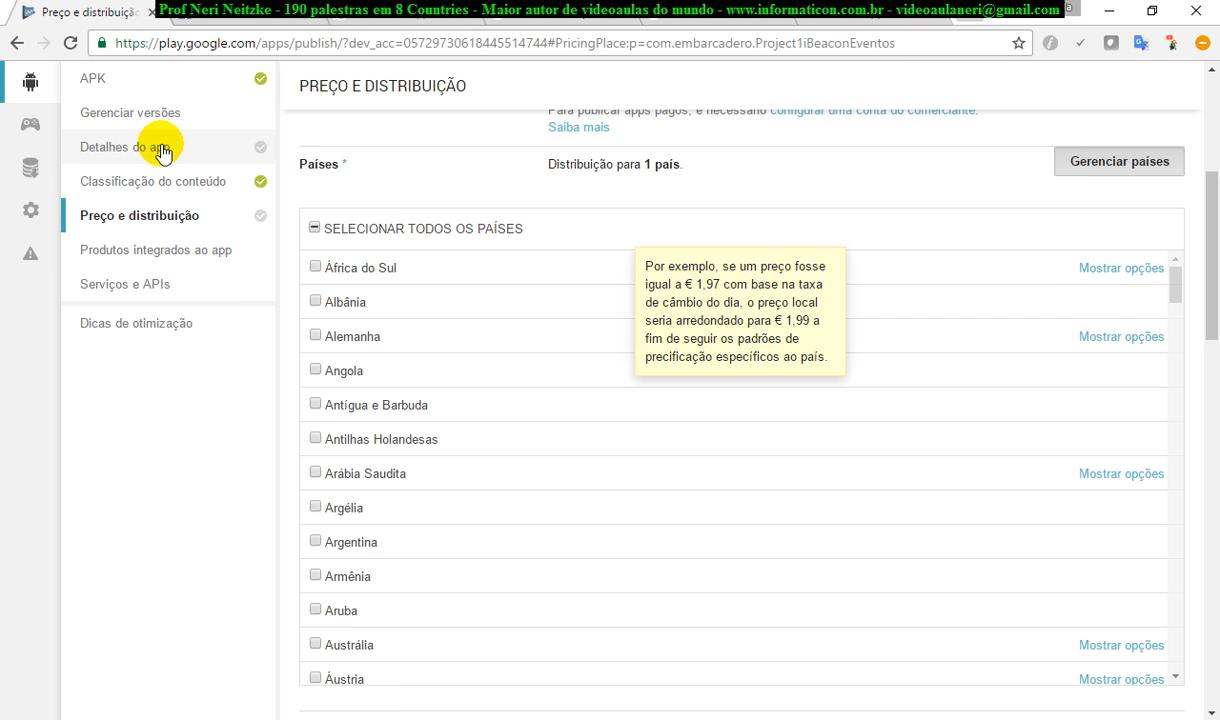 Preço e distribuiçã
Prof Neri Neitzke - 190 palestras em 8 Countries - Maior autor de videoaulas do mundo - www.informaticon.com.br - videoaulaneri@gmail.com
https://play.google.com/apps/publish/?dev_acc=05729730618445514744#PricingPlace:p=com.embarcadero.Project1iBeaconEventos
APK
Gerenciar versões
Detalhes do app
Classificação do conteúdo
Preço e distribuição
Produtos integrados ao app
Serviços e APIs
Dicas de otimização
PREÇO E DISTRIBUIÇÃO
Para publicar apps pagos, é necessário configurar uma conta do comerciante.
Saiba mais
Países *
Distribuição para 1 país.
Gerenciar países
SELECIONAR TODOS OS PAÍSES
África do Sul
Mostrar opções
Albânia
Alemanha
Mostrar opções
Angola
Antígua e Barbuda
Antilhas Holandesas
Arábia Saudita
Mostrar opções
Argélia
Argentina
Armênia
Aruba
Austrália
Mostrar opções
Áustria
Mostrar opções
Por exemplo, se um preço fosse
igual a € 1,97 com base na taxa
de câmbio do dia, o preço local
seria arredondado para € 1,99 a
fim de seguir os padrões de
precificação específicos ao país.